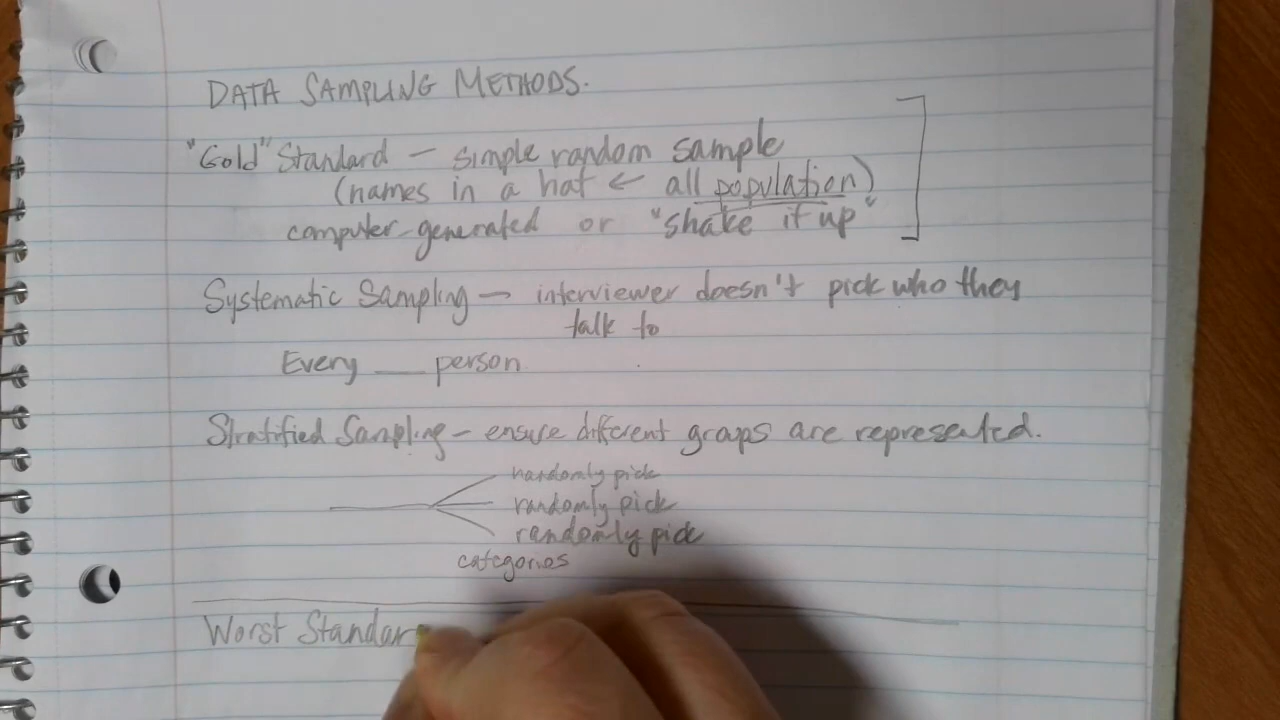 DATA SAMPLING METHODS.
"Gold" Standard – simple random sample
(names in a hat ← all population)
computer generated or "shake it up"
Systematic Sampling – interviewer doesn't pick who they
talk to
Every ___ person
Stratified Sampling – ensure different groups are represented.
randomly pick
randomly pick
randomly pick
categories
Worst Standar